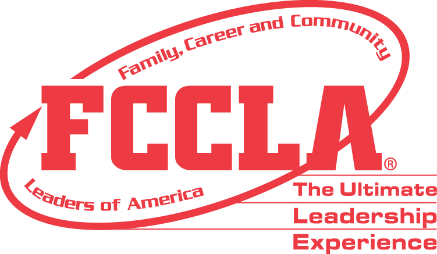 Family, Career and Community
FCCLA®
Leaders of America
The Ultimate
Leadership
Experience